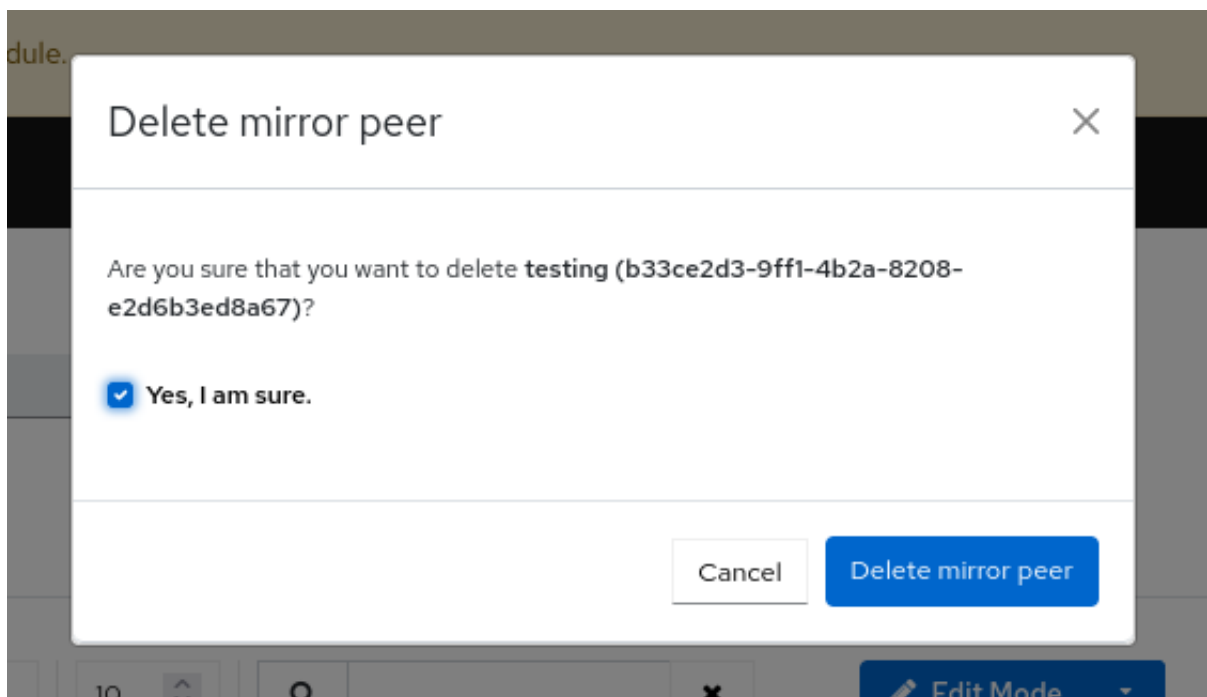 dule.
Delete mirror peer
Are you sure that you want to delete testing (b33ce2d3-9ff1-4b2a-8208-
e2d6b3ed8a67)?
Yes, I am sure.
Cancel
Delete mirror peer
10
Edit Mode